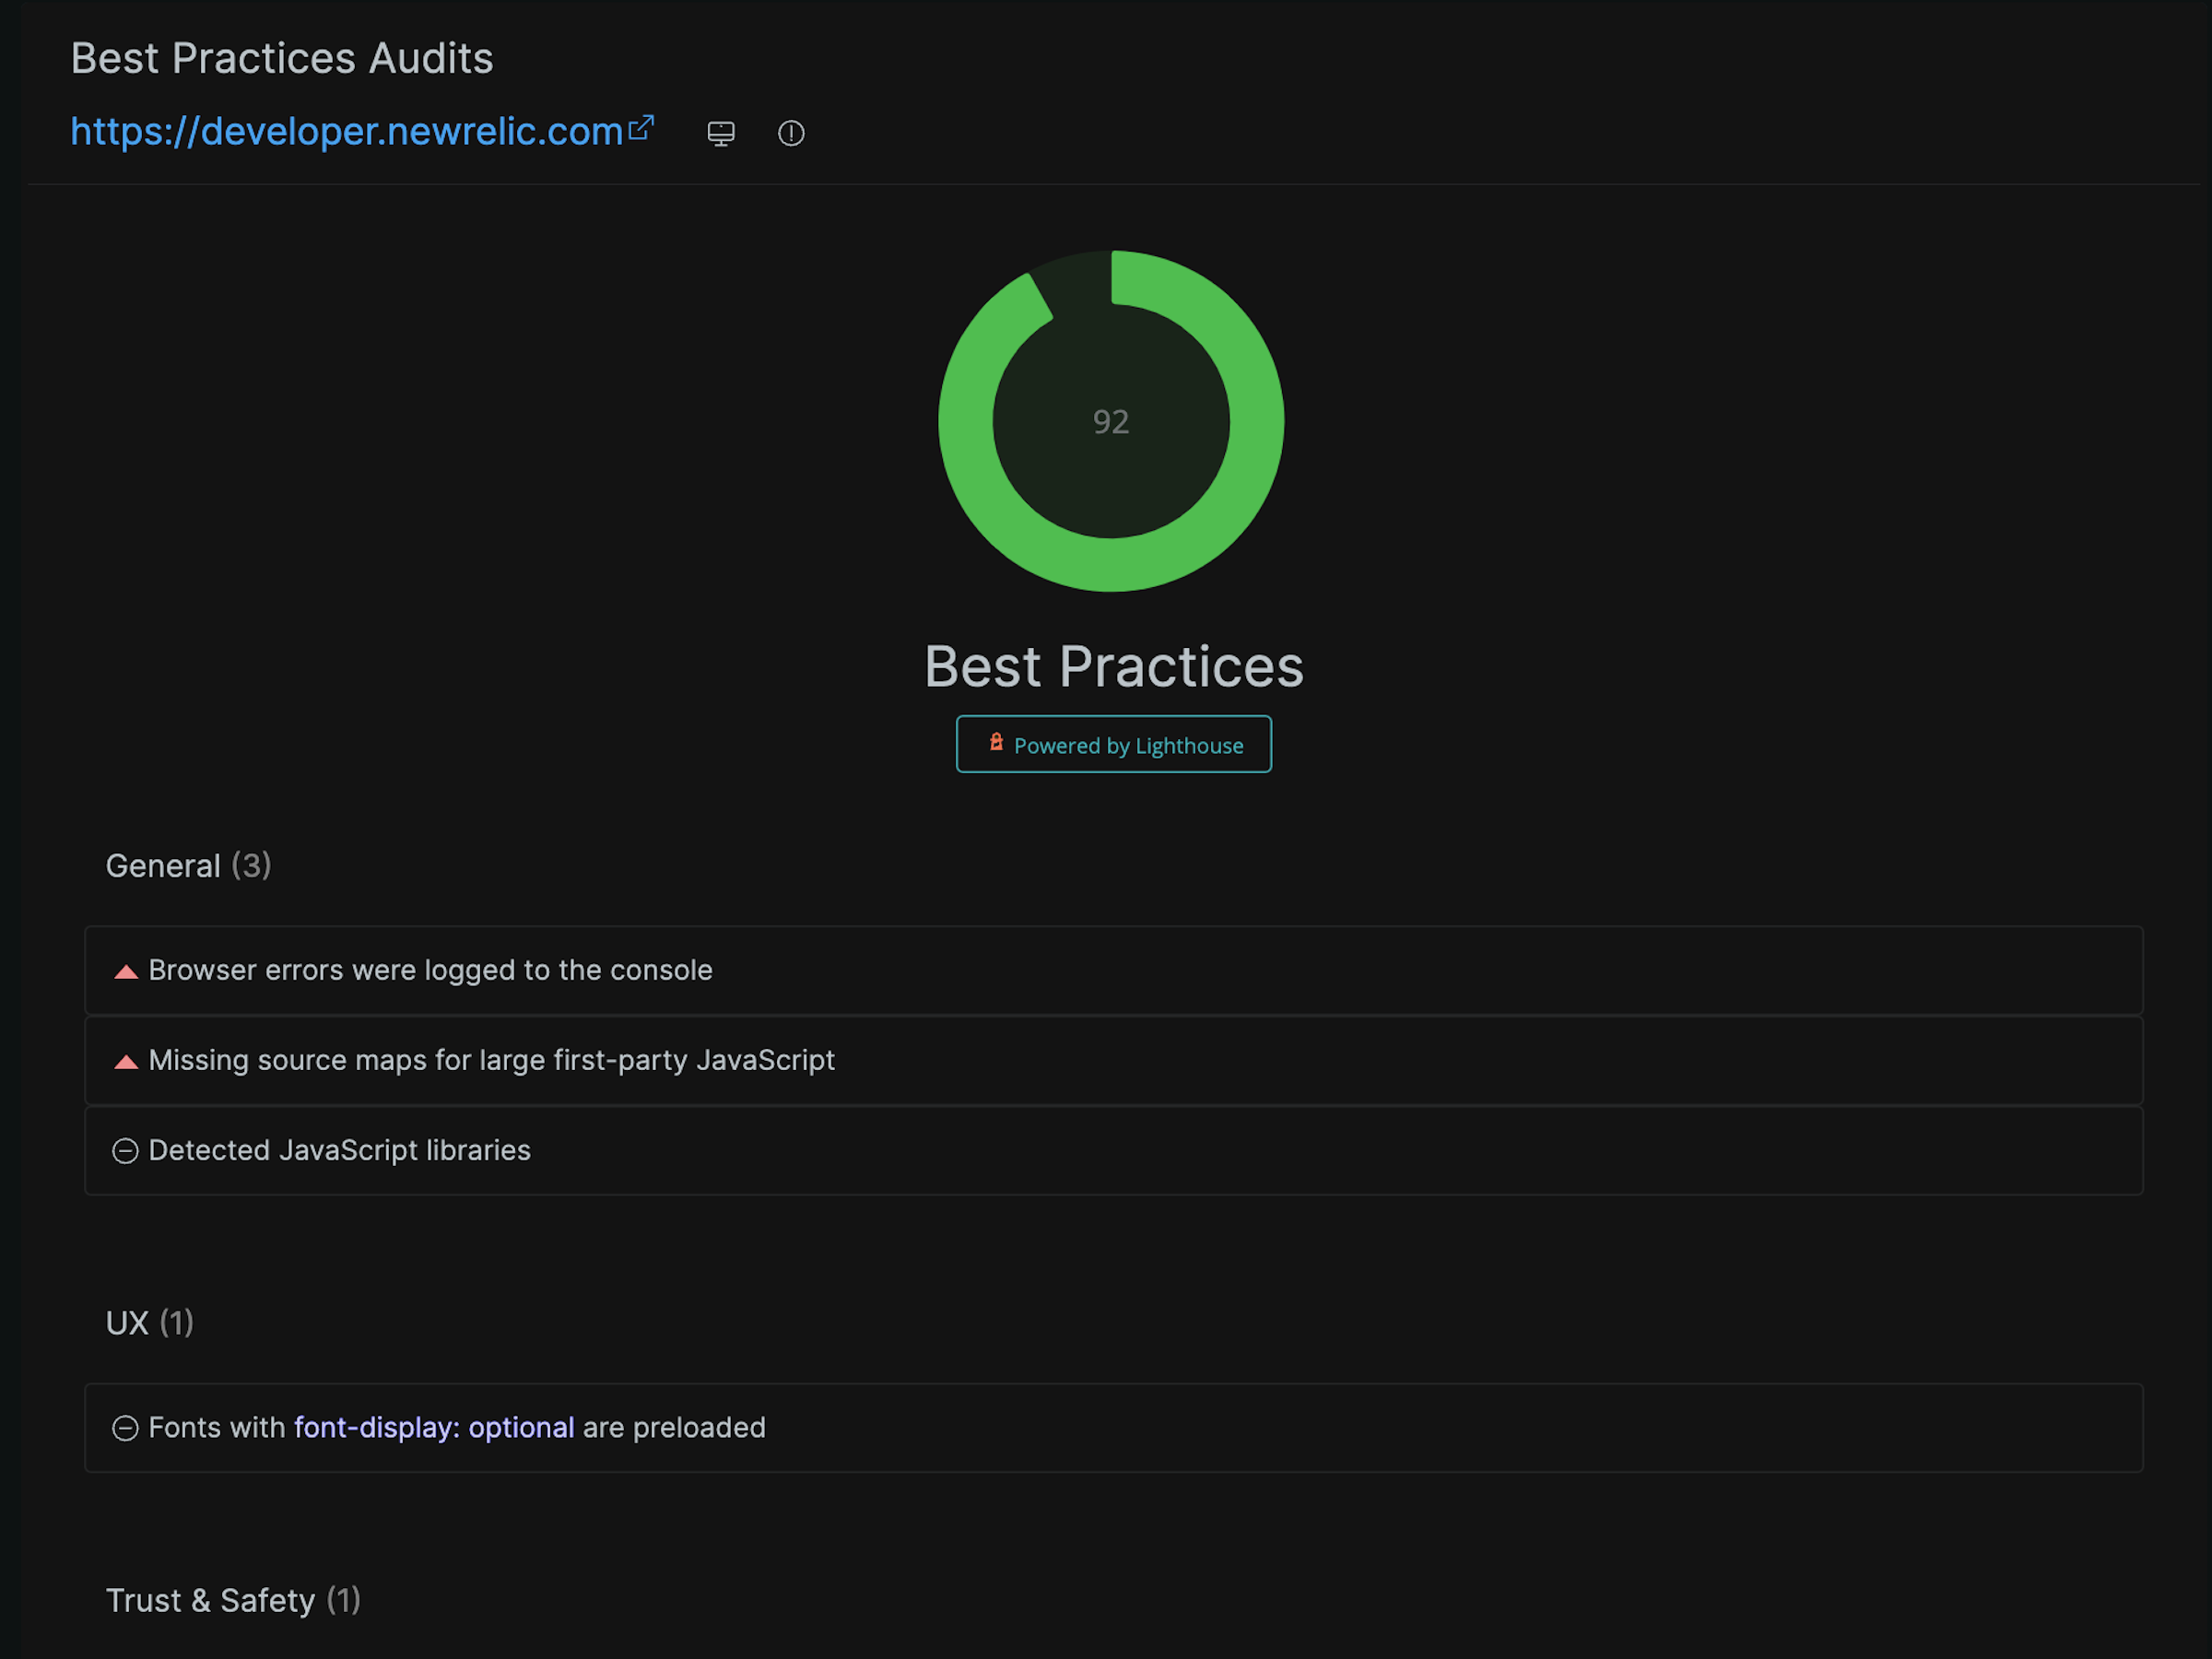 Best Practices Audits
https://developer.newrelic.com
92
Best Practices
Powered by Lighthouse
General (3)
Browser errors were logged to the console
Missing source maps for large first-party JavaScript
Detected JavaScript libraries
UX (1)
Fonts with font-display: optional are preloaded
Trust & Safety (1)